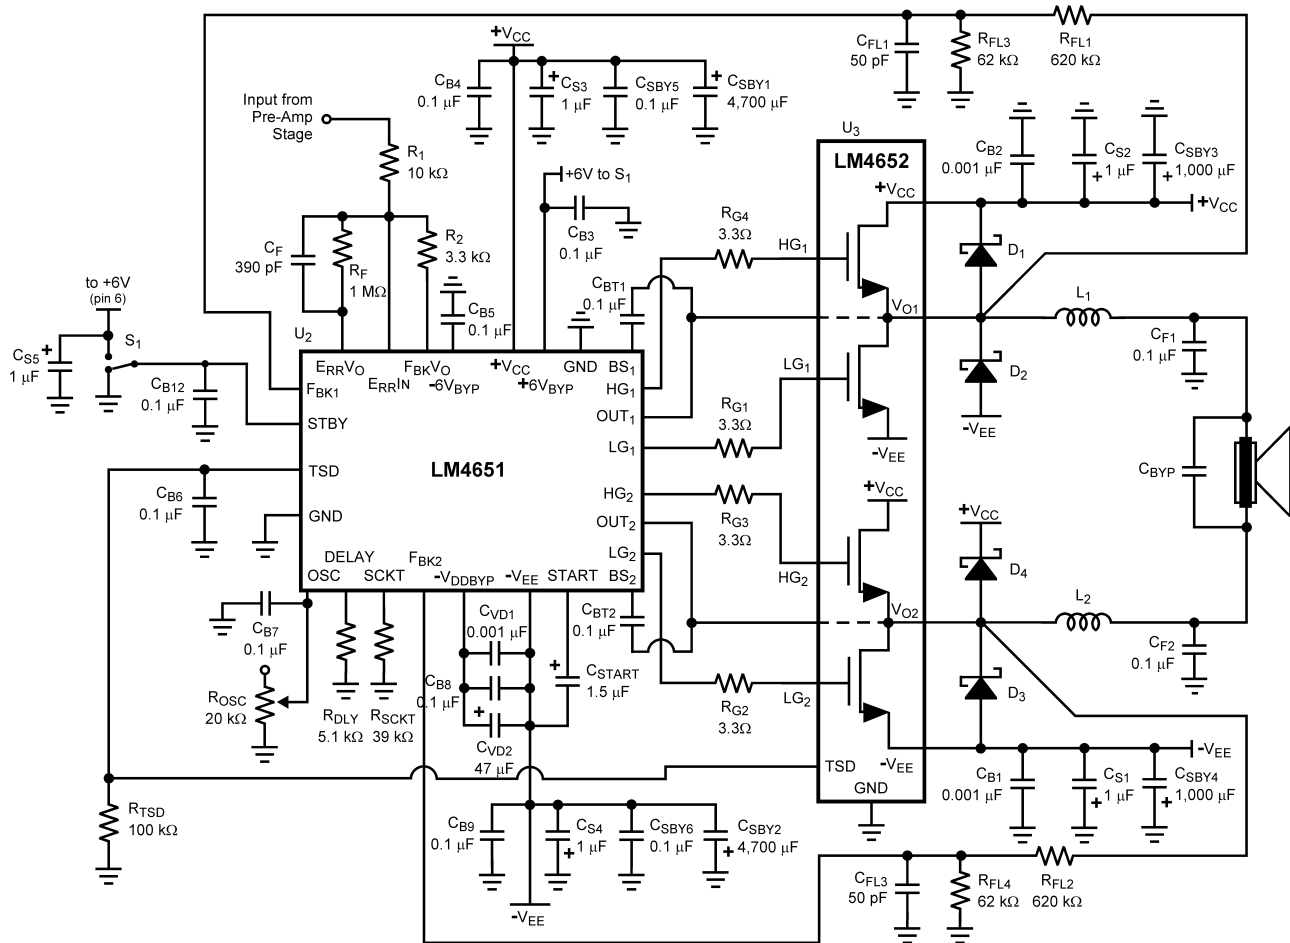 +VCC
CB4
0.1 µF
CS3
1 µF
CSBY5
0.1 µF
CSBY1
4,700 µF
CFL1
50 pF
RFL3
62 kΩ
RFL1
620 kΩ
Input from
Pre-Amp
Stage
R1
10 kΩ
U3
LM4652
CB2
0.001 µF
CS2
1 µF
CSBY3
1,000 µF
+VCC
+VCC
+6V to S1
CB3
0.1 µF
CF
390 pF
RF
1 MΩ
R2
3.3 kΩ
RG4
3.3Ω
HG1
D1
to +6V
(pin 6)
S1
CS5
1 µF
CB12
0.1 µF
U2
CB5
0.1 µF
CBT1
0.1 µF
VO1
L1
CF1
0.1 µF
ERRVO
ERRIN
FBKVO
-6VBYP
+VCC
+6VBYP
GND
BS1
FBK1
HG1
STBY
OUT1
TSD
LG1
GND
HG2
OUT2
LG2
LM4651
LG1
RG1
3.3Ω
D2
-VEE
-VEE
CBYP
CB6
0.1 µF
RG3
3.3Ω
+VCC
+VCC
D4
HG2
DELAY
OSC
SCKT
FBK2
-VDDBYP
-VEE
START
BS2
L2
VO2
CB7
0.1 µF
CVD1
0.001 µF
CBT2
0.1 µF
CF2
0.1 µF
ROSC
20 kΩ
RDLY
5.1 kΩ
RSCKT
39 kΩ
CB8
0.1 µF
CSTART
1.5 µF
RG2
3.3Ω
LG2
D3
CVD2
47 µF
-VEE
-VEE
TSD
GND
CB1
0.001 µF
CS1
1 µF
CSBY4
1,000 µF
RTSD
100 kΩ
CB9
0.1 µF
CS4
1 µF
CSBY6
0.1 µF
CSBY2
4,700 µF
CFL3
50 pF
RFL4
62 kΩ
RFL2
620 kΩ
-VEE